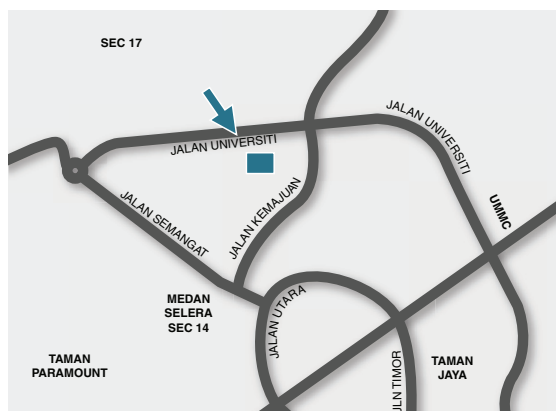 SEC 17
JALAN UNIVERSITI
JALAN UNIVERSITI
JALAN SEMANGAT
JALAN KEMAJUAN
UMMC
MEDAN
SELERA
SEC 14
JALAN UTARA
TAMAN
PARAMOUNT
JLN TIMOR
TAMAN
JAYA